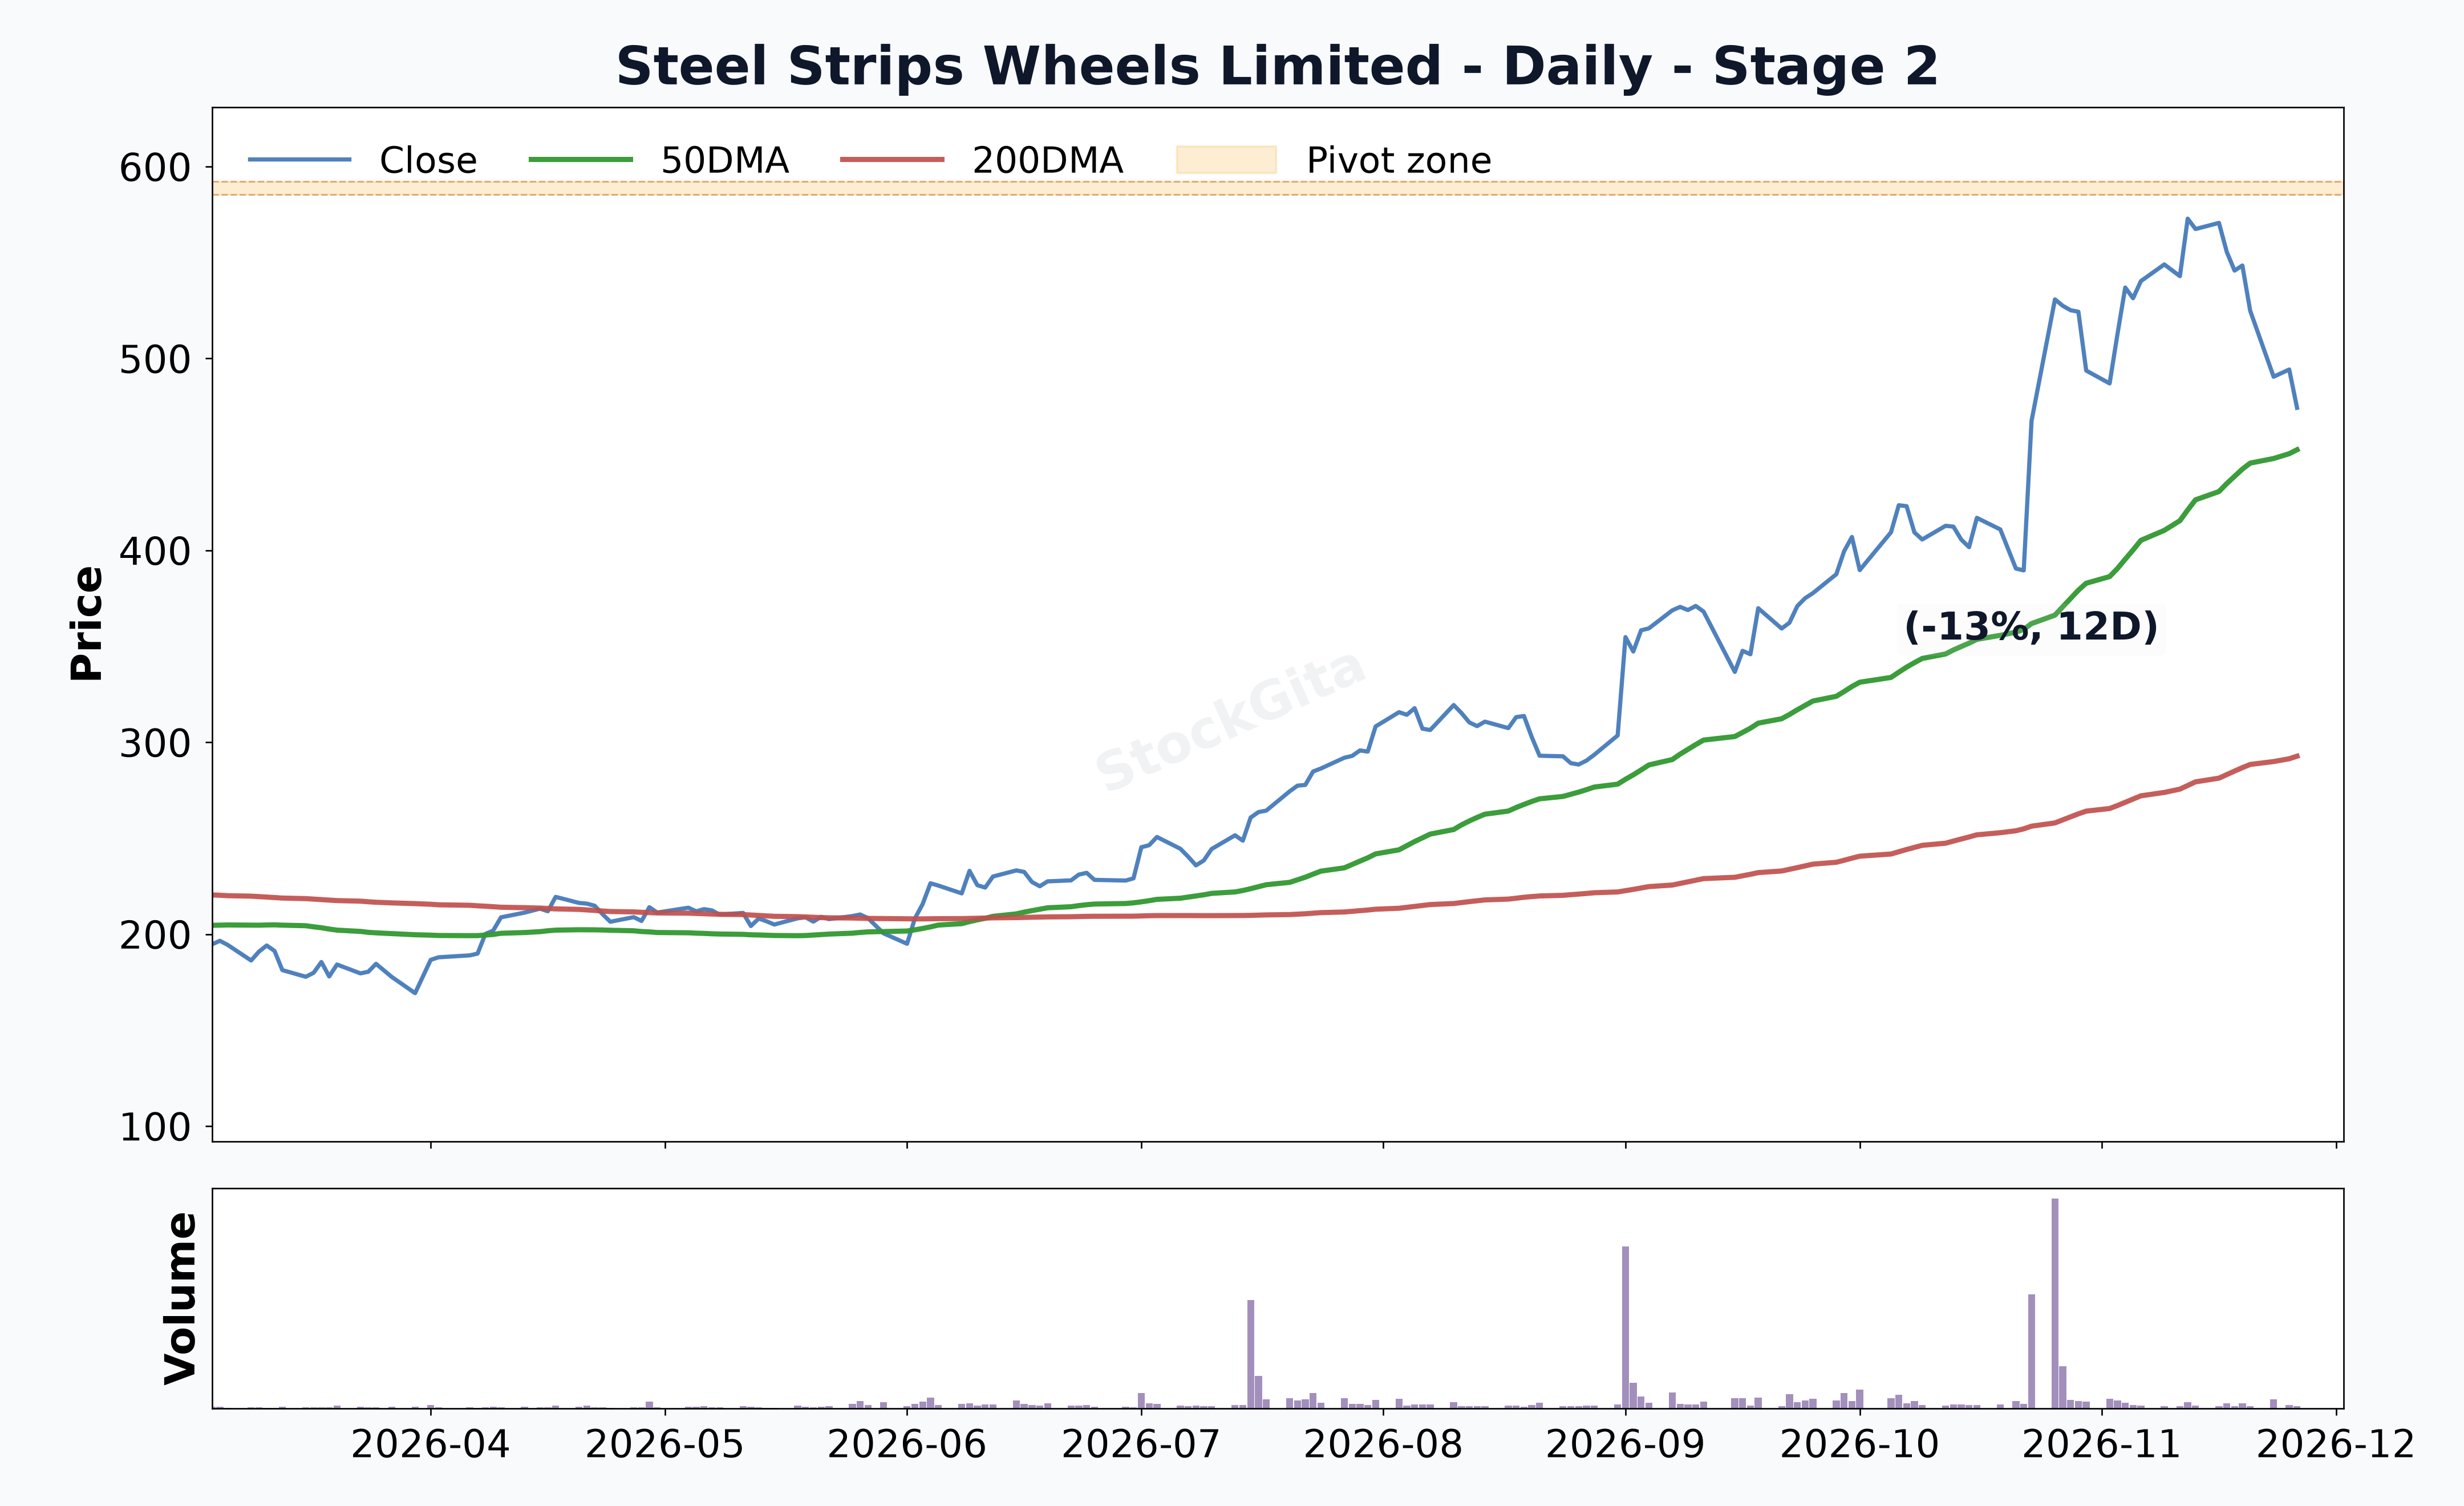 Steel Strips Wheels Limited - Daily - Stage 2
Close 50DMA 200DMA Pivot zone
600
500
400
300
200
100
Price
(-13%, 12D)
StockGita
Volume
2026-04 2026-05 2026-06 2026-07 2026-08 2026-09 2026-10 2026-11 2026-12